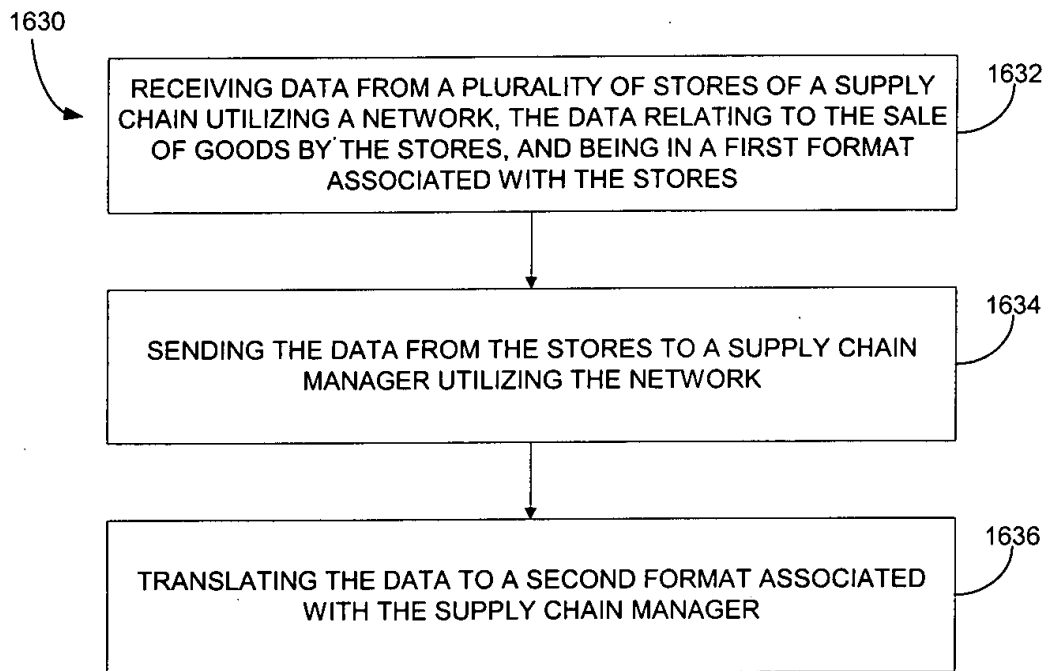 1630
RECEIVING DATA FROM A PLURALITY OF STORES OF A SUPPLY
CHAIN UTILIZING A NETWORK, THE DATA RELATING TO THE SALE
OF GOODS BY THE STORES, AND BEING IN A FIRST FORMAT
ASSOCIATED WITH THE STORES
1632
SENDING THE DATA FROM THE STORES TO A SUPPLY CHAIN
MANAGER UTILIZING THE NETWORK
1634
TRANSLATING THE DATA TO A SECOND FORMAT ASSOCIATED
WITH THE SUPPLY CHAIN MANAGER
1636